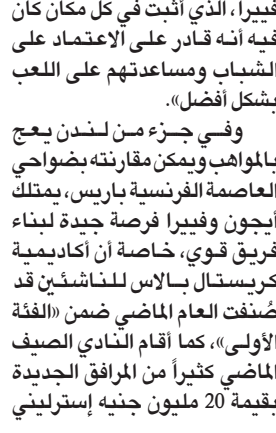 فييرا، الذي أثبت في كل مكان كان
فيه أنه قادر على الاعتماد على
الشباب ومساعدتهم على اللعب
بشكل أفضل».
وفي جزء من لندن يعج
بالمواهب ويمكن مقارنته بضواحي
العاصمة الفرنسية باريس، يمتلك
أيجون وفييرا فرصة جيدة لبناء
فريق قوي، خاصة أن أكاديمية
كريستال بالاس للناشئين قد
صُنفت العام الماضي ضمن «الفئة
الأولى»، كما أقام النادي الصيف
الماضي كثيراً من المرافق الجديدة
بقيمة 20 مليون جنيه إسترليني